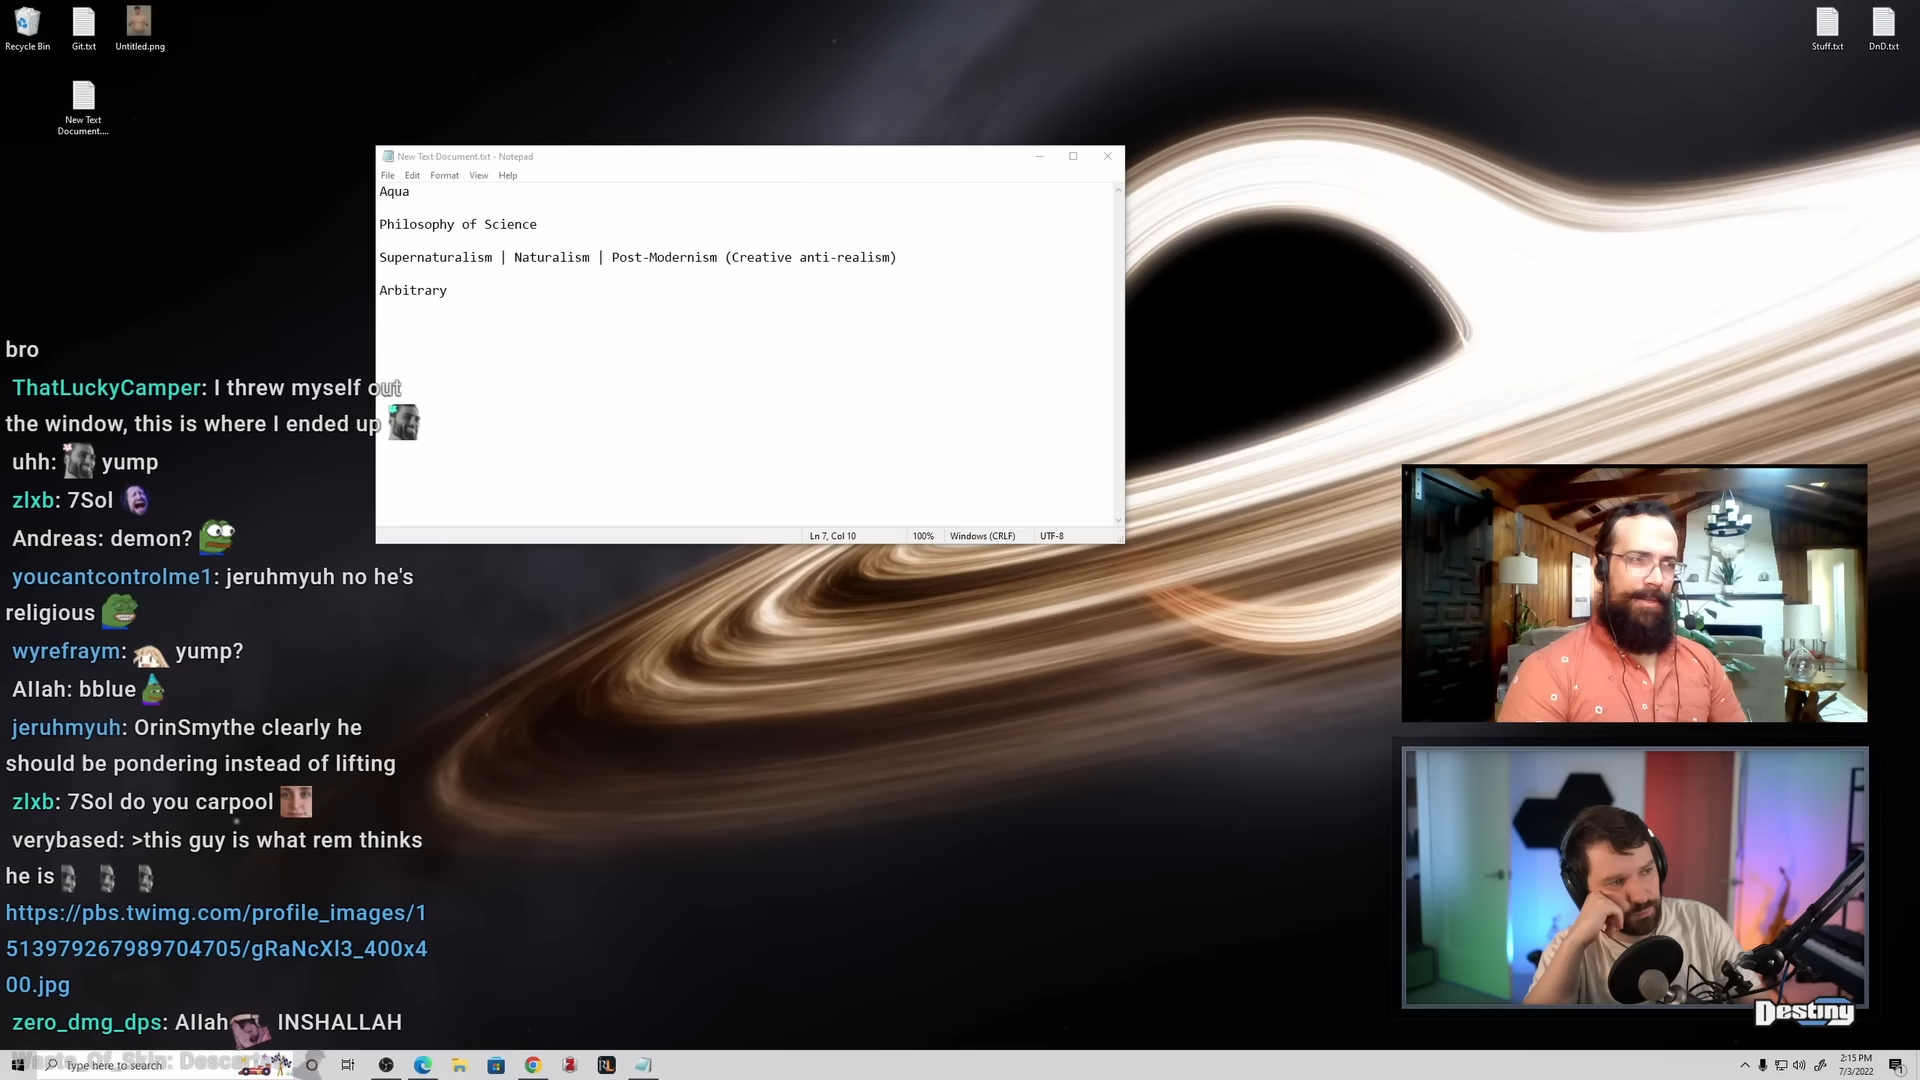 Recycle Bin
Git.txt
Untitled.png
New Text
Document....
Stuff.txt
DnD.txt
New Text Document.txt - Notepad
File Edit Format View Help
Aqua
Philosophy of Science
Supernaturalism | Naturalism | Post-Modernism (Creative anti-realism)
Arbitrary
Ln 7, Col 10
100%
Windows (CRLF)
UTF-8
bro
ThatLuckyCamper: I threw myself out
the window, this is where I ended up
uhh: yump
zlxb: 7Sol
Andreas: demon?
youcantcontrolme1: jeruhmyuh no he's
religious
wyrefraym: yump?
AIIah: bblue
jeruhmyuh: OrinSmythe clearly he
should be pondering instead of lifting
zlxb: 7Sol do you carpool
verybased: >this guy is what rem thinks
he is
https://pbs.twimg.com/profile_images/1
513979267989704705/gRaNcXl3_400x4
00.jpg
zero_dmg_dps: AIIah INSHALLAH
Waste_Of_Skin:
Type here to search
Destiny
2:15 PM
7/3/2022